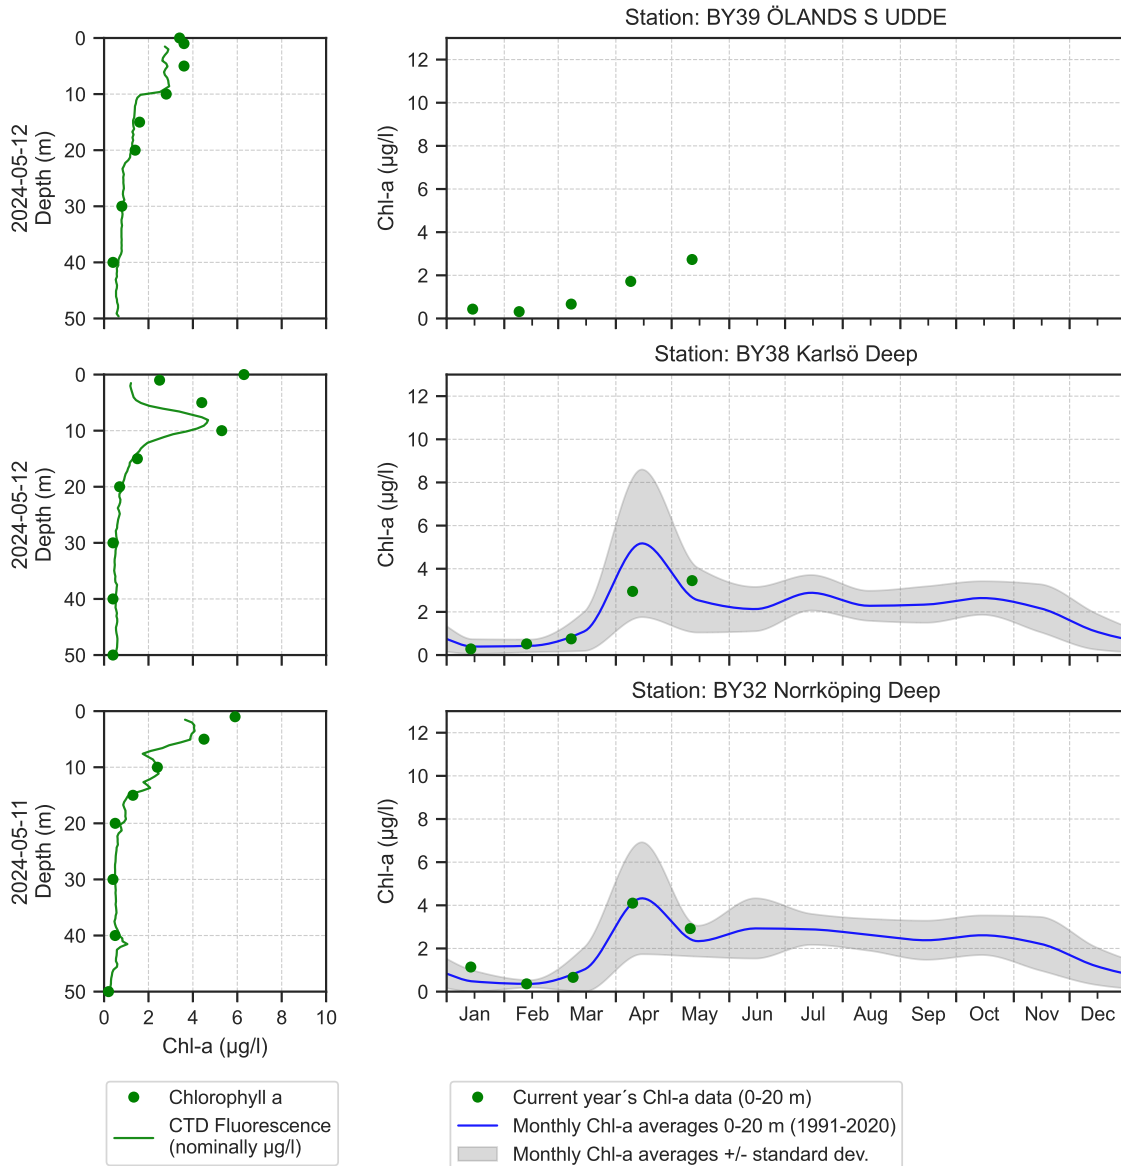 Station: BY39 ÖLANDS S UDDE
0
10
20
30
40
50
2024-05-12
Depth (m)
12
10
8
6
4
2
0
Chl-a (µg/l)
Station: BY38 Karlsö Deep
0
10
20
30
40
50
2024-05-12
Depth (m)
12
10
8
6
4
2
0
Chl-a (µg/l)
Station: BY32 Norrköping Deep
0
10
20
30
40
50
2024-05-11
Depth (m)
0 2 4 6 8 10
Chl-a (µg/l)
12
10
8
6
4
2
0
Chl-a (µg/l)
Jan Feb Mar Apr May Jun Jul Aug Sep Oct Nov Dec
Chlorophyll a
CTD Fluorescence
(nominally µg/l)
Current year´s Chl-a data (0-20 m)
Monthly Chl-a averages 0-20 m (1991-2020)
Monthly Chl-a averages +/- standard dev.